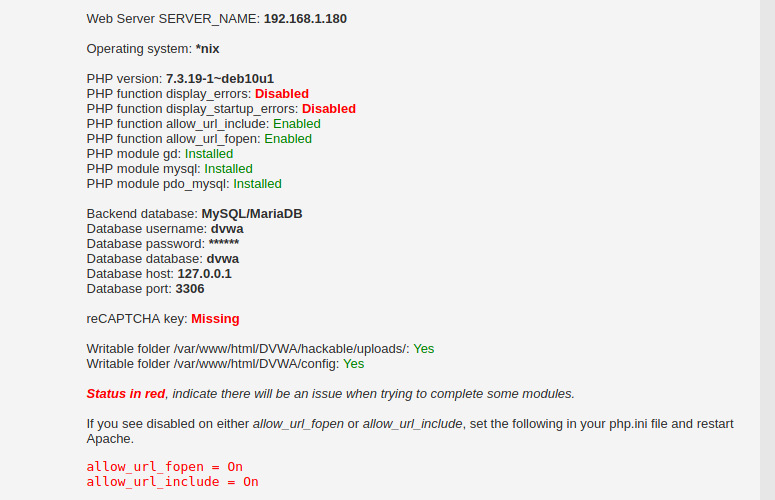 Web Server SERVER_NAME: 192.168.1.180
Operating system: *nix
PHP version: 7.3.19-1~deb10u1
PHP function display_errors: Disabled
PHP function display_startup_errors: Disabled
PHP function allow_url_include: Enabled
PHP function allow_url_fopen: Enabled
PHP module gd: Installed
PHP module mysql: Installed
PHP module pdo_mysql: Installed
Backend database: MySQL/MariaDB
Database username: dvwa
Database password: ******
Database database: dvwa
Database host: 127.0.0.1
Database port: 3306
reCAPTCHA key: Missing
Writable folder /var/www/html/DVWA/hackable/uploads/: Yes
Writable folder /var/www/html/DVWA/config: Yes
Status in red, indicate there will be an issue when trying to complete some modules.
If you see disabled on either allow_url_fopen or allow_url_include, set the following in your php.ini file and restart
Apache.
allow_url_fopen = On
allow_url_include = On